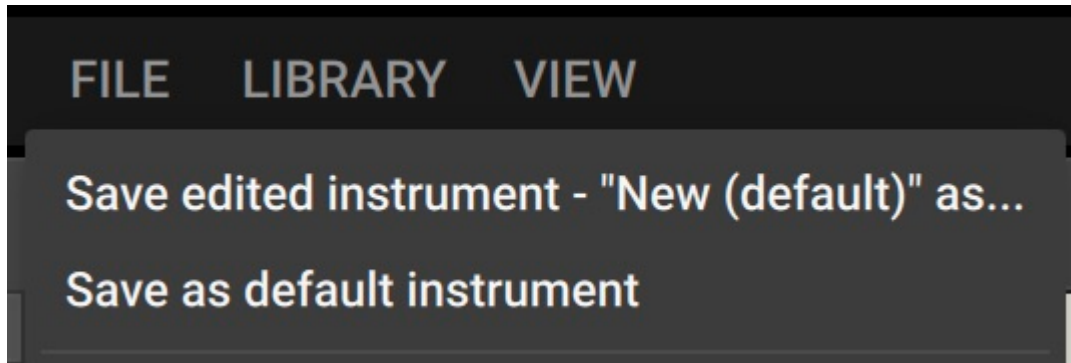 FILE LIBRARY VIEW
Save edited instrument - "New (default)" as...
Save as default instrument